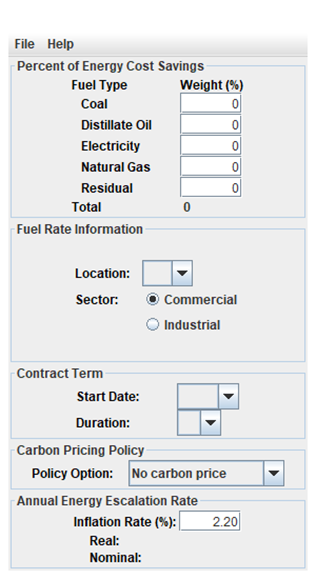 File Help
Percent of Energy Cost Savings
Fuel Type Weight (%)
Coal 0
Distillate Oil 0
Electricity 0
Natural Gas 0
Residual 0
Total 0
Fuel Rate Information
Location:
Sector: Commercial
Industrial
Contract Term
Start Date:
Duration:
Carbon Pricing Policy
Policy Option: No carbon price
Annual Energy Escalation Rate
Inflation Rate (%): 2.20
Real:
Nominal: